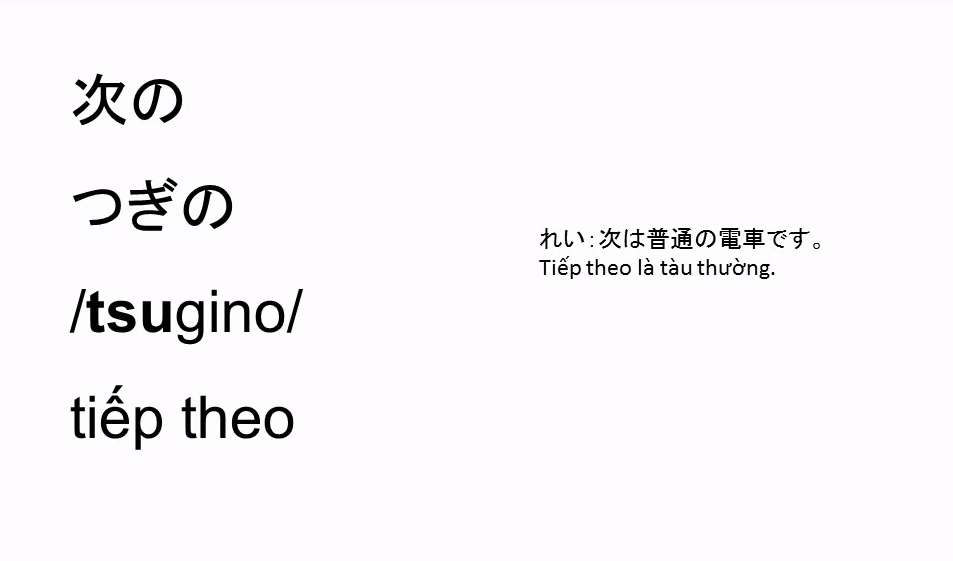 次の
つぎの
/tsugino/
tiếp theo
れい：次は普通の電車です。
Tiếp theo là tàu thường.